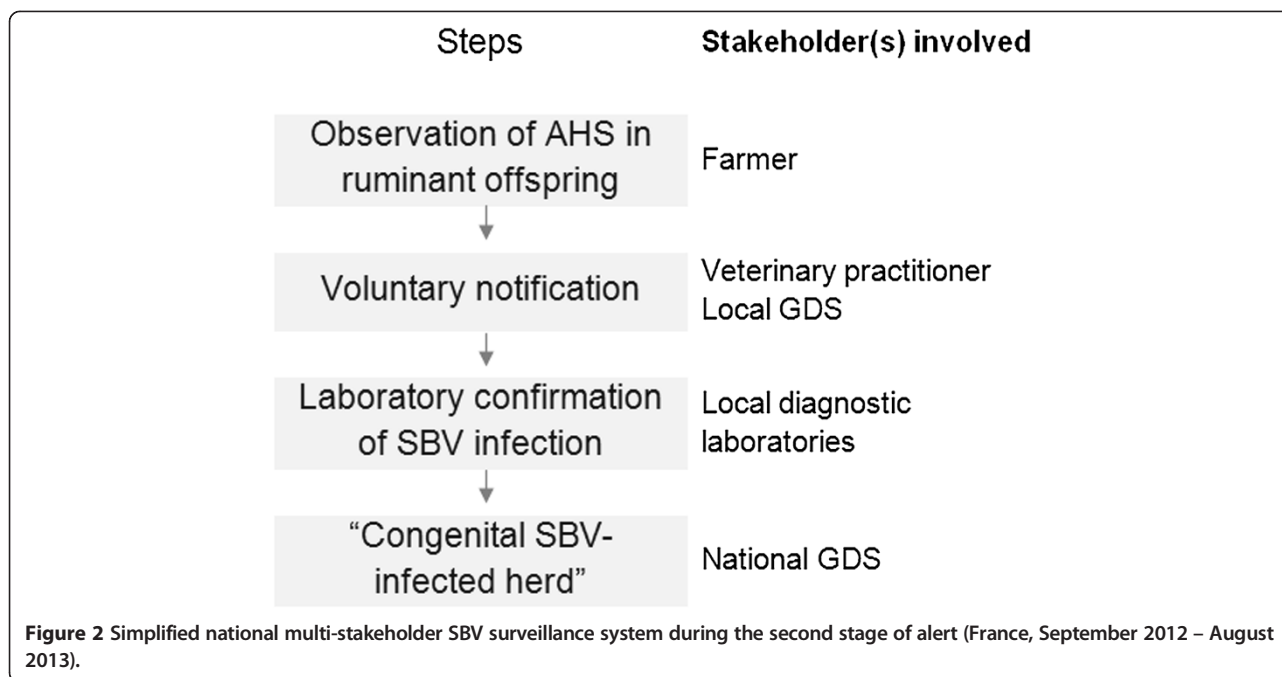 Steps Stakeholder(s) involved
Observation of AHS in
ruminant offspring
Farmer
Voluntary notification
Veterinary practitioner
Local GDS
Laboratory confirmation
of SBV infection
Local diagnostic
laboratories
“Congenital SBV-
infected herd”
National GDS
Figure 2 Simplified national multi-stakeholder SBV surveillance system during the second stage of alert (France, September 2012 – August
2013).